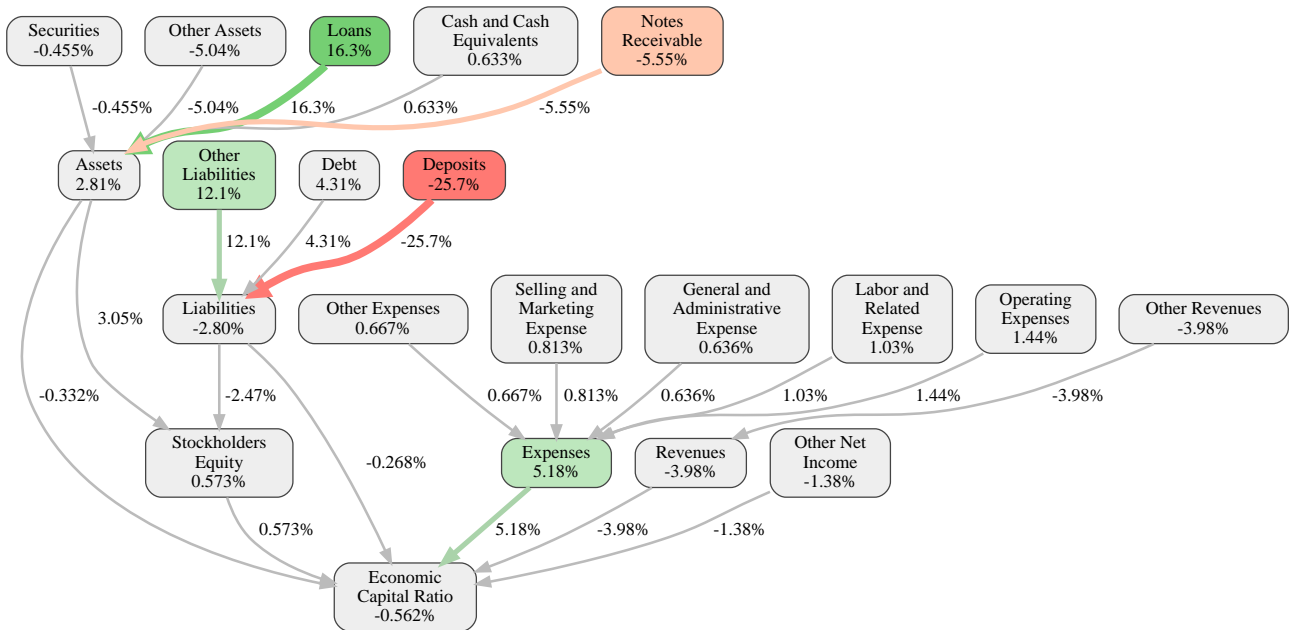 Securities
-0.455%
Other Assets
-5.04%
Loans
16.3%
Cash and Cash
Equivalents
0.633%
Notes
Receivable
-5.55%
-0.455%
-5.04%
16.3%
0.633%
-5.55%
Assets
2.81%
Other
Liabilities
12.1%
Debt
4.31%
Deposits
-25.7%
12.1%
4.31%
-25.7%
Liabilities
-2.80%
Other Expenses
0.667%
Selling and
Marketing
Expense
0.813%
General and
Administrative
Expense
0.636%
Labor and
Related
Expense
1.03%
Operating
Expenses
1.44%
Other Revenues
-3.98%
3.05%
-0.332%
-2.47%
0.667%
0.813%
0.636%
1.03%
1.44%
-3.98%
Stockholders
Equity
0.573%
-0.268%
Expenses
5.18%
Revenues
-3.98%
Other Net
Income
-1.38%
0.573%
5.18%
-3.98%
-1.38%
Economic
Capital Ratio
-0.562%